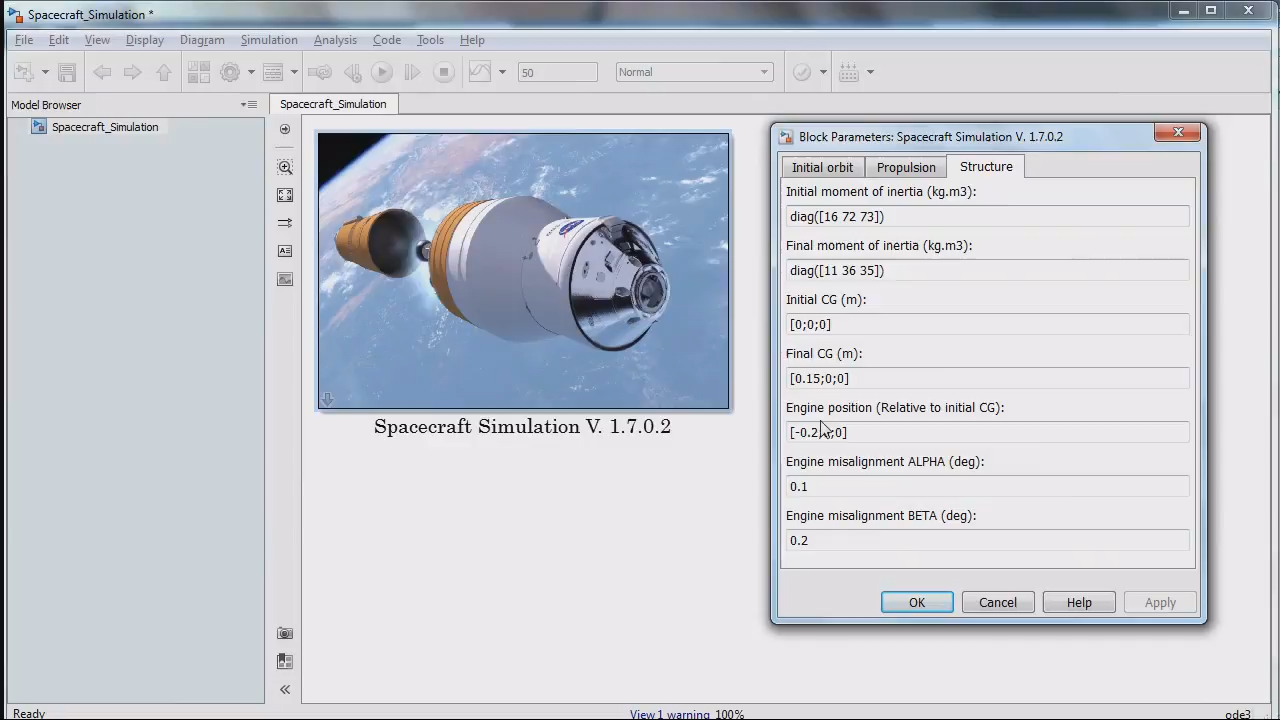 Spacecraft_Simulation *
File Edit View Display Diagram Simulation Analysis Code Tools Help
50 Normal
Model Browser
Spacecraft_Simulation
Spacecraft_Simulation
Spacecraft Simulation V. 1.7.0.2
Block Parameters: Spacecraft Simulation V. 1.7.0.2
Initial orbit Propulsion Structure
Initial moment of inertia (kg.m3):
diag([16 72 73])
Final moment of inertia (kg.m3):
diag([11 36 35])
Initial CG (m):
[0;0;0]
Final CG (m):
[0.15;0;0]
Engine position (Relative to initial CG):
Engine misalignment ALPHA (deg):
0.1
Engine misalignment BETA (deg):
0.2
OK Cancel Help Apply
Ready View 1 warning 100% ode3